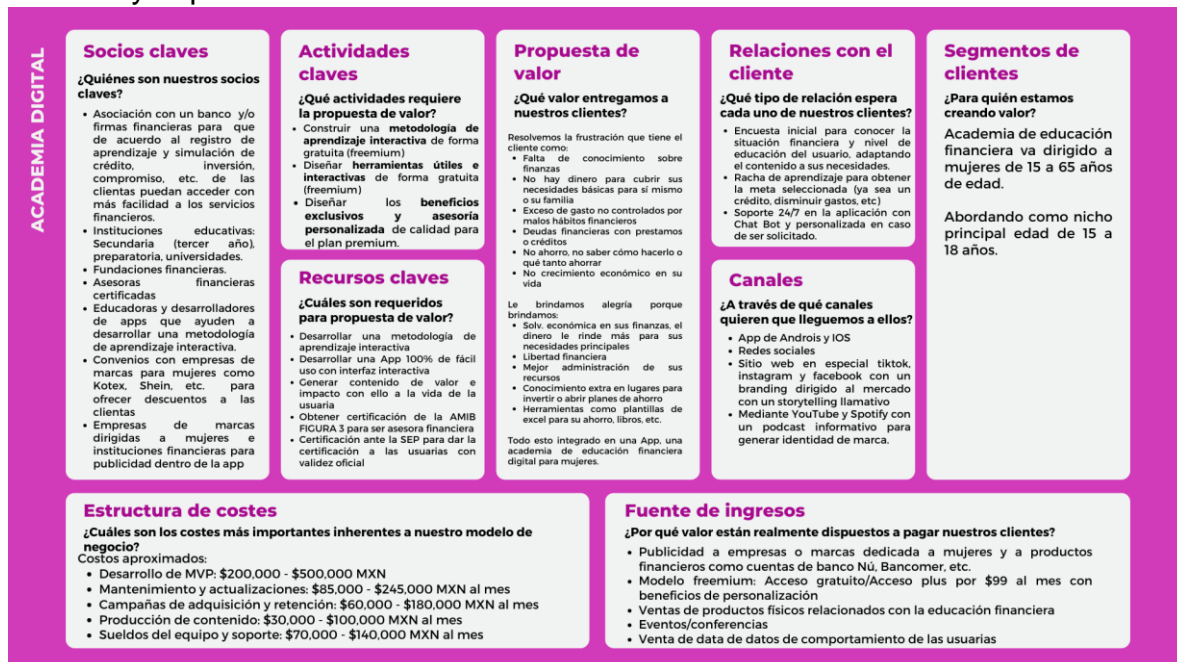 ACADEMIA DIGITAL
Socios claves
¿Quiénes son nuestros socios
claves?
• Asociación con un banco y/o
firmas financieras para que
de acuerdo al registro de
aprendizaje y simulación de
crédito, inversión,
compromiso, etc. de las
clientas puedan acceder con
más facilidad a los servicios
financieros.
• Instituciones educativas:
Secundaria (tercer año),
preparatoria, universidades.
• Fundaciones financieras.
• Asesoras financieras
certificadas
• Educadoras y desarrolladores
de apps que ayuden a
desarrollar una metodología
de aprendizaje interactiva.
• Convenios con empresas de
marcas para mujeres como
Kotex, Shein, etc. para
ofrecer descuentos a las
clientas
• Empresas de marcas
dirigidas a mujeres e
instituciones financieras para
publicidad dentro de la app
Actividades
claves
¿Qué actividades requiere
la propuesta de valor?
• Construir una metodología de
aprendizaje interactiva de forma
gratuita (freemium)
• Diseñar herramientas útiles e
interactivas de forma gratuita
(freemium)
• Diseñar los beneficios
exclusivos y asesoría
personalizada de calidad para
el plan premium.
Recursos claves
¿Cuáles son requeridos
para propuesta de valor?
• Desarrollar una metodología de
aprendizaje interactiva
• Desarrollar una App 100% de fácil
uso con interfaz interactiva
• Generar contenido de valor e
impacto con ello a la vida de la
usuaria
• Obtener certificación de la AMIB
FIGURA 3 para ser asesora financiera
• Certificación ante la SEP para dar la
certificación a las usuarias con
validez oficial
Propuesta de
valor
¿Qué valor entregamos a
nuestros clientes?
Resolvemos la frustración que tiene el
cliente como:
• Falta de conocimiento sobre
finanzas
• No hay dinero para cubrir sus
necesidades básicas para sí mismo
o su familia
• Exceso de gasto no controlados por
malos hábitos financieros
• Deudas financieras con prestamos
o créditos
• No ahorro, no saber cómo hacerlo o
qué tanto ahorrar
• No crecimiento económico en su
vida
Le brindamos alegría porque
brindamos:
• Solv. económica en sus finanzas, el
dinero le rinde más para sus
necesidades principales
• Libertad financiera
• Mejor administración de sus
recursos
• Conocimiento extra en lugares para
invertir o abrir planes de ahorro
• Herramientas como plantillas de
excel para su ahorro, libros, etc.
Todo esto integrado en una App, una
academia de educación financiera
digital para mujeres.
Relaciones con el
cliente
¿Qué tipo de relación espera
cada uno de nuestros clientes?
• Encuesta inicial para conocer la
situación financiera y nivel de
educación del usuario, adaptando
el contenido a sus necesidades.
• Racha de aprendizaje para obtener
la meta seleccionada (ya sea un
crédito, disminuir gastos, etc)
• Soporte 24/7 en la aplicación con
Chat Bot y personalizada en caso
de ser solicitado.
Canales
¿A través de qué canales
quieren que lleguemos a ellos?
• App de Androis y IOS
• Redes sociales
• Sitio web en especial tiktok,
instagram y facebook con un
branding dirigido al mercado
con un storytelling llamativo
• Mediante YouTube y Spotify con
un podcast informativo para
generar identidad de marca.
Segmentos de
clientes
¿Para quién estamos
creando valor?
Academia de educación
financiera va dirigido a
mujeres de 15 a 65 años
de edad.
Abordando como nicho
principal edad de 15 a
18 años.
Estructura de costes
¿Cuáles son los costes más importantes inherentes a nuestro modelo de
negocio?
Costos aproximados:
• Desarrollo de MVP: $200,000 - $500,000 MXN
• Mantenimiento y actualizaciones: $85,000 - $245,000 MXN al mes
• Campañas de adquisición y retención: $60,000 - $180,000 MXN al mes
• Producción de contenido: $30,000 - $100,000 MXN al mes
• Sueldos del equipo y soporte: $70,000 - $140,000 MXN al mes
Fuente de ingresos
¿Por qué valor están realmente dispuestos a pagar nuestros clientes?
• Publicidad a empresas o marcas dedicada a mujeres y a productos
financieros como cuentas de banco Nú, Bancomer, etc.
• Modelo freemium: Acceso gratuito/Acceso plus por $99 al mes con
beneficios de personalización
• Ventas de productos físicos relacionados con la educación financiera
• Eventos/conferencias
• Venta de data de datos de comportamiento de las usuarias